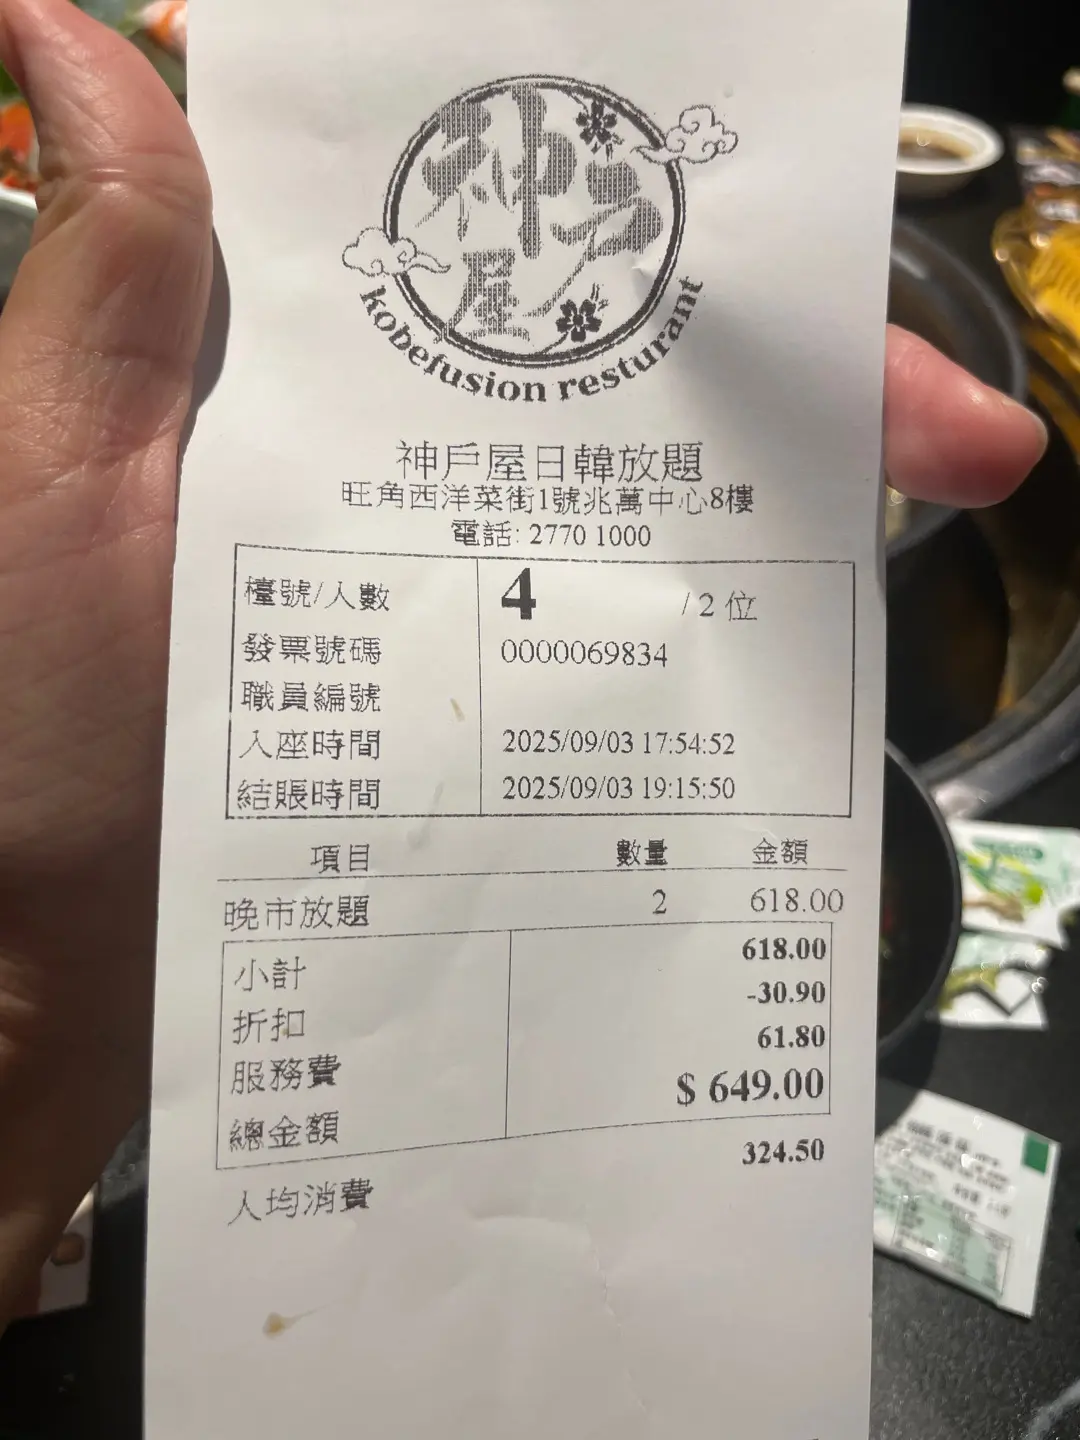 神戶屋
kobefusion resturant
神戶屋日韓放題
旺角西洋菜街1號兆萬中心8樓
電話: 2770 1000
檯號/人數 4 / 2 位
發票號碼 0000069834
職員編號
入座時間 2025/09/03 17:54:52
結賬時間 2025/09/03 19:15:50
項目 數量 金額
晚市放題 2 618.00
小計 618.00
折扣 -30.90
服務費 61.80
總金額 $ 649.00
人均消費 324.50